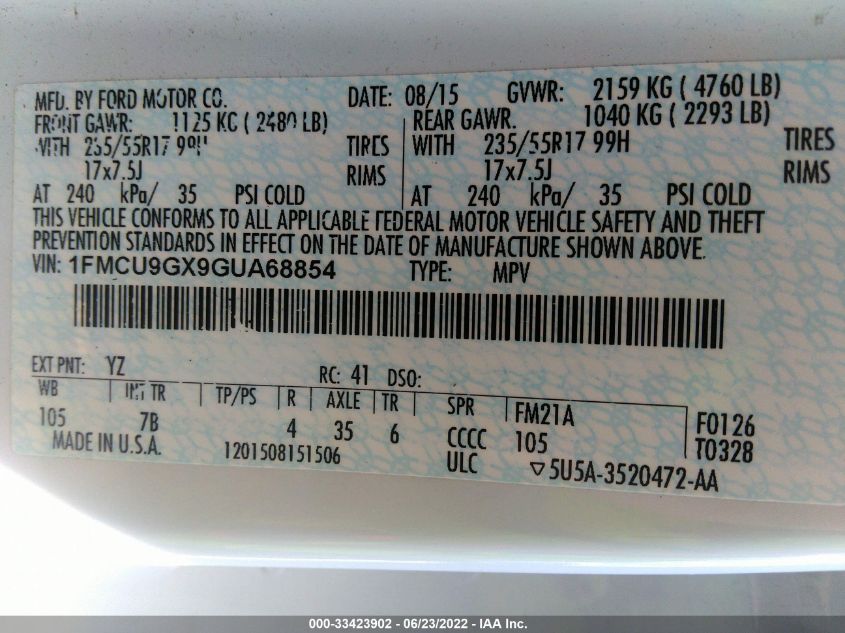 MFD. BY FORD MOTOR CO. DATE: 08/15 GVWR: 2159 KG ( 4760 LB)
FRONT GAWR: 1125 KG ( 2480 LB) REAR GAWR. 1040 KG ( 2293 LB)
WITH 235/55R17 99H TIRES WITH 235/55R17 99H TIRES
17x7.5J RIMS 17x7.5J RIMS
AT 240 kPa/ 35 PSI COLD AT 240 kPa/ 35 PSI COLD
THIS VEHICLE CONFORMS TO ALL APPLICABLE FEDERAL MOTOR VEHICLE SAFETY AND THEFT
PREVENTION STANDARDS IN EFFECT ON THE DATE OF MANUFACTURE SHOWN ABOVE.
VIN: 1FMCU9GX9GUA68854 TYPE: MPV
EXT PNT: YZ RC: 41 DSO:
WB INT TR TP/PS R AXLE TR SPR FM21A F0126
105 7B 4 35 6 CCCC 105 T0328
MADE IN U.S.A. 1201508151506 ULC ▽5U5A-3520472-AA
000-33423902 - 06/23/2022 - IAA Inc.